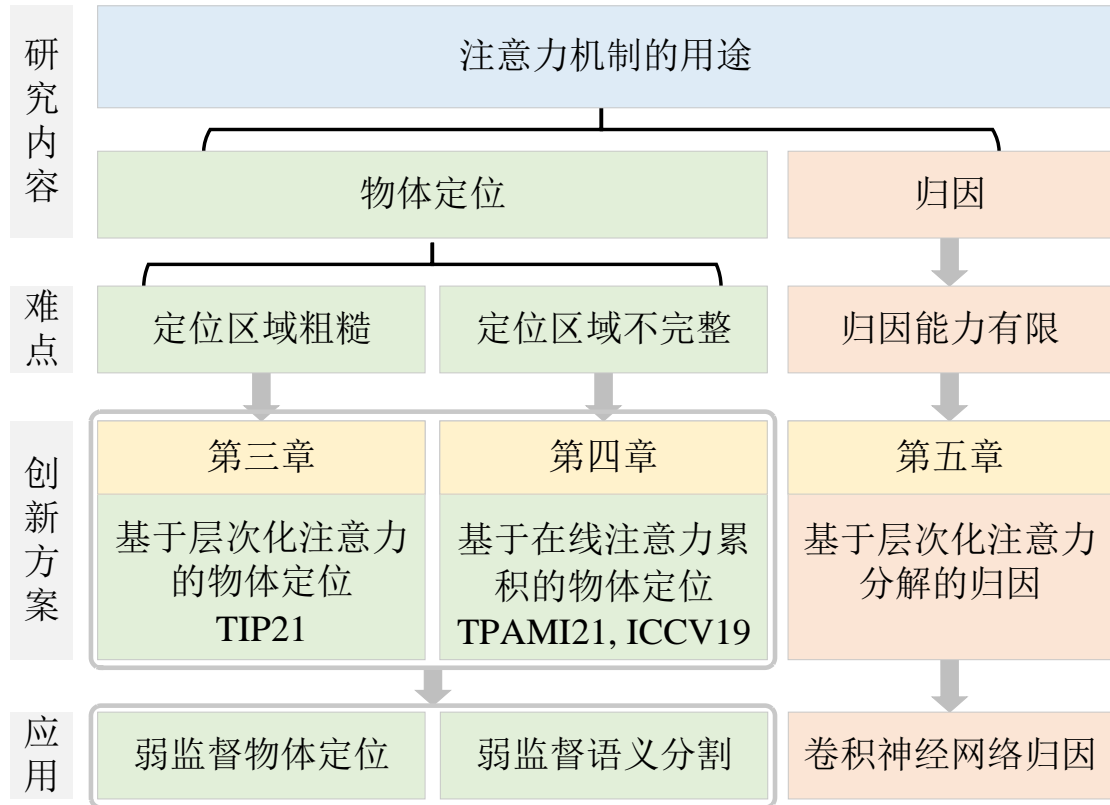 研究内容
注意力机制的用途
物体定位
归因
难点
定位区域粗糙
定位区域不完整
归因能力有限
创新方案
第三章
基于层次化注意力
的物体定位
TIP21
第四章
基于在线注意力累
积的物体定位
TPAMI21, ICCV19
第五章
基于层次化注意力
分解的归因
应用
弱监督物体定位
弱监督语义分割
卷积神经网络归因